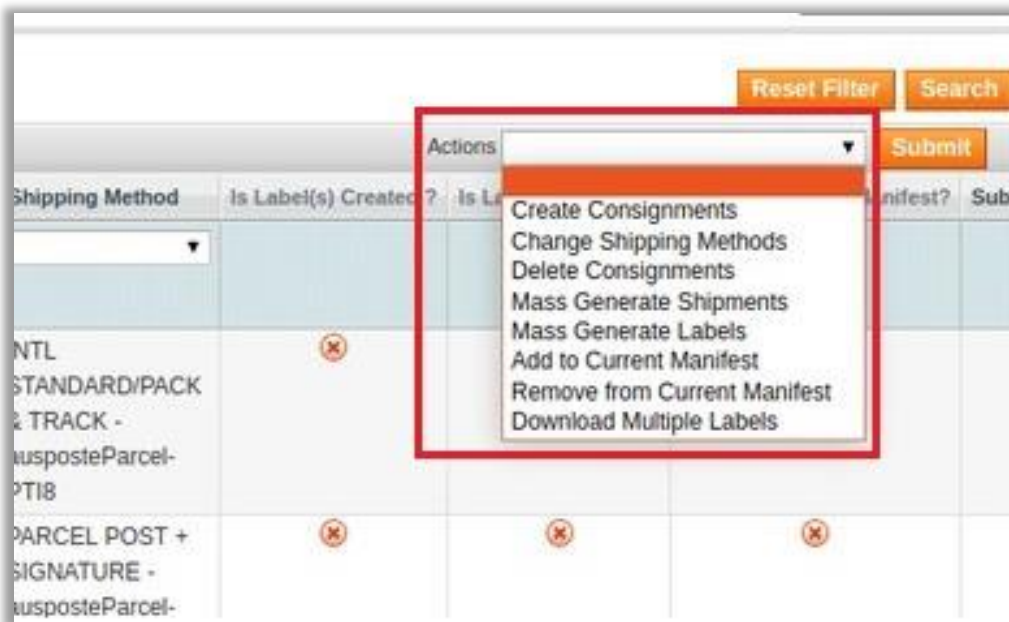 Reset Filter Search
Actions Submit
Shipping Method Is Label(s) Created ? Is La anifest? Sub
Create Consignments
Change Shipping Methods
Delete Consignments
Mass Generate Shipments
Mass Generate Labels
Add to Current Manifest
Remove from Current Manifest
Download Multiple Labels
NTL
STANDARD/PACK
& TRACK -
ausposteParcel-
PTI8
PARCEL POST +
SIGNATURE -
ausposteParcel-